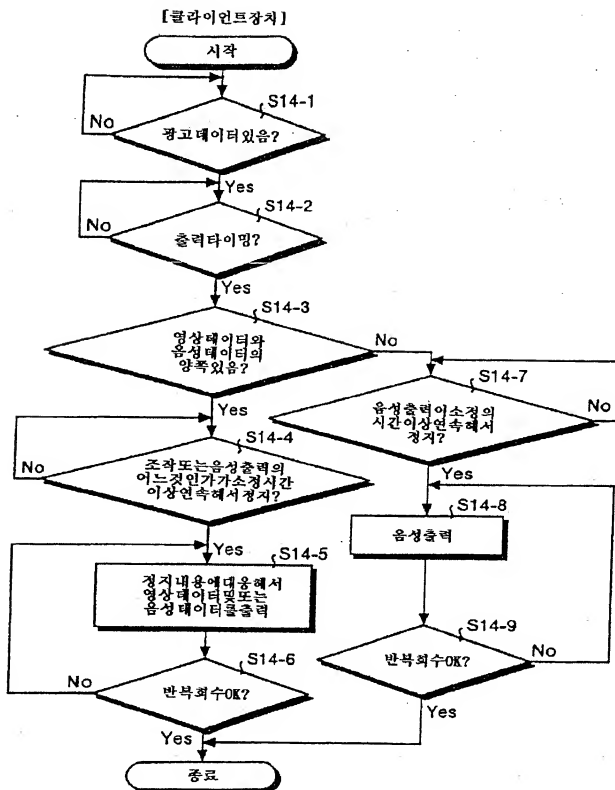 [클라이언트장치]
시작
S14-1
광고데이터있음?
No
Yes
S14-2
출력타이밍?
No
Yes
S14-3
영상데이터와
음성데이터의
양쪽있음?
No
Yes
S14-7
음성출력이소정의
시간이상연속해서
정지?
No
Yes
S14-4
조작또는음성출력의
어느것인가가소정시간
이상연속해서정지?
No
Yes
S14-8
음성출력
S14-5
정지내용에대응해서
영상데이터및또는
음성데이터를출력
S14-9
반복회수OK?
No
Yes
S14-6
반복회수OK?
No
Yes
종료